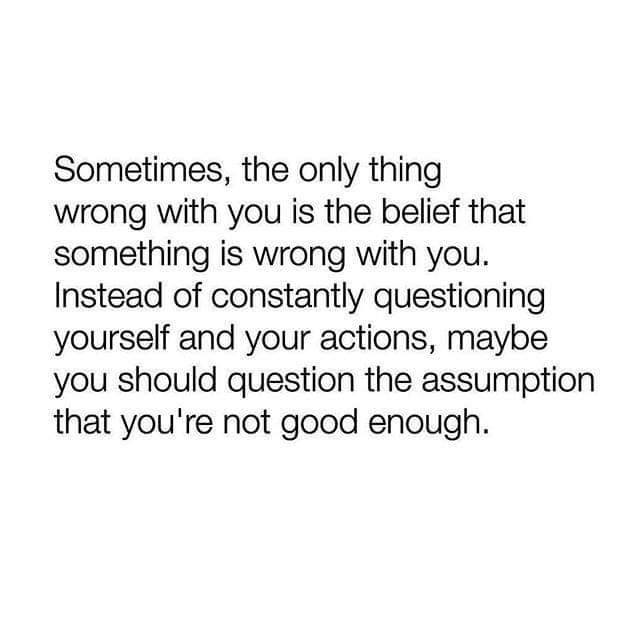 Sometimes, the only thing
wrong with you is the belief that
something is wrong with you.
Instead of constantly questioning
yourself and your actions, maybe
you should question the assumption
that you're not good enough.